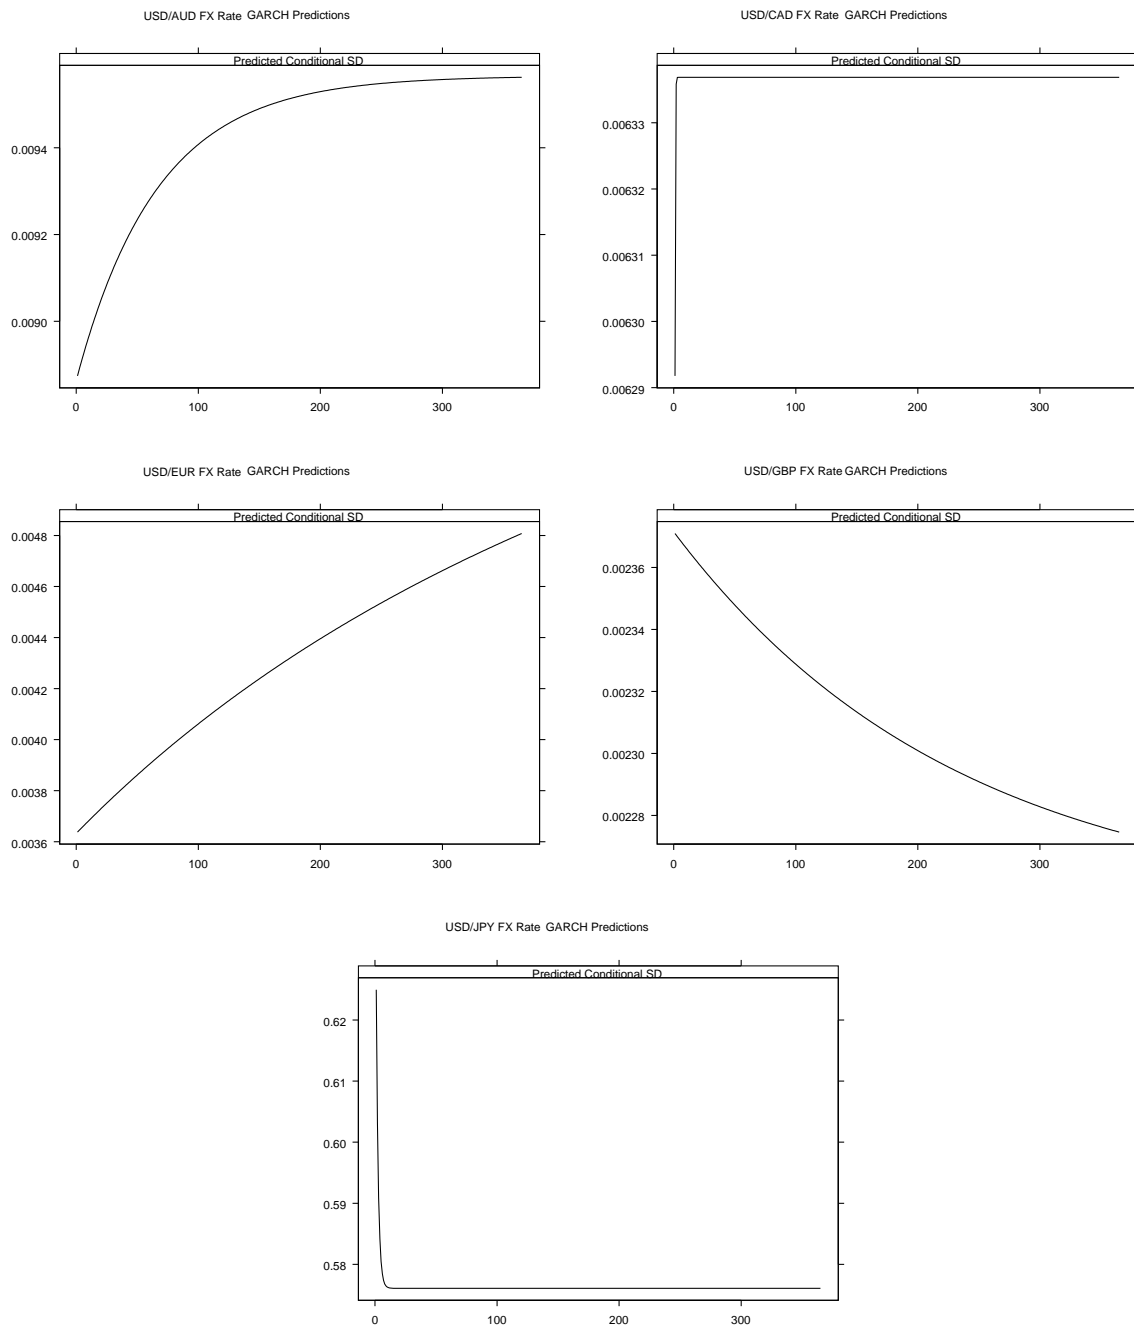 USD/AUD FX Rate GARCH Predictions
Predicted Conditional SD
0.0094
0.0092
0.0090
0 100 200 300
USD/CAD FX Rate GARCH Predictions
Predicted Conditional SD
0.00633
0.00632
0.00631
0.00630
0.00629
0 100 200 300
USD/EUR FX Rate GARCH Predictions
Predicted Conditional SD
0.0048
0.0046
0.0044
0.0042
0.0040
0.0038
0.0036
0 100 200 300
USD/GBP FX Rate GARCH Predictions
Predicted Conditional SD
0.00236
0.00234
0.00232
0.00230
0.00228
0 100 200 300
USD/JPY FX Rate GARCH Predictions
Predicted Conditional SD
0.62
0.61
0.60
0.59
0.58
0 100 200 300